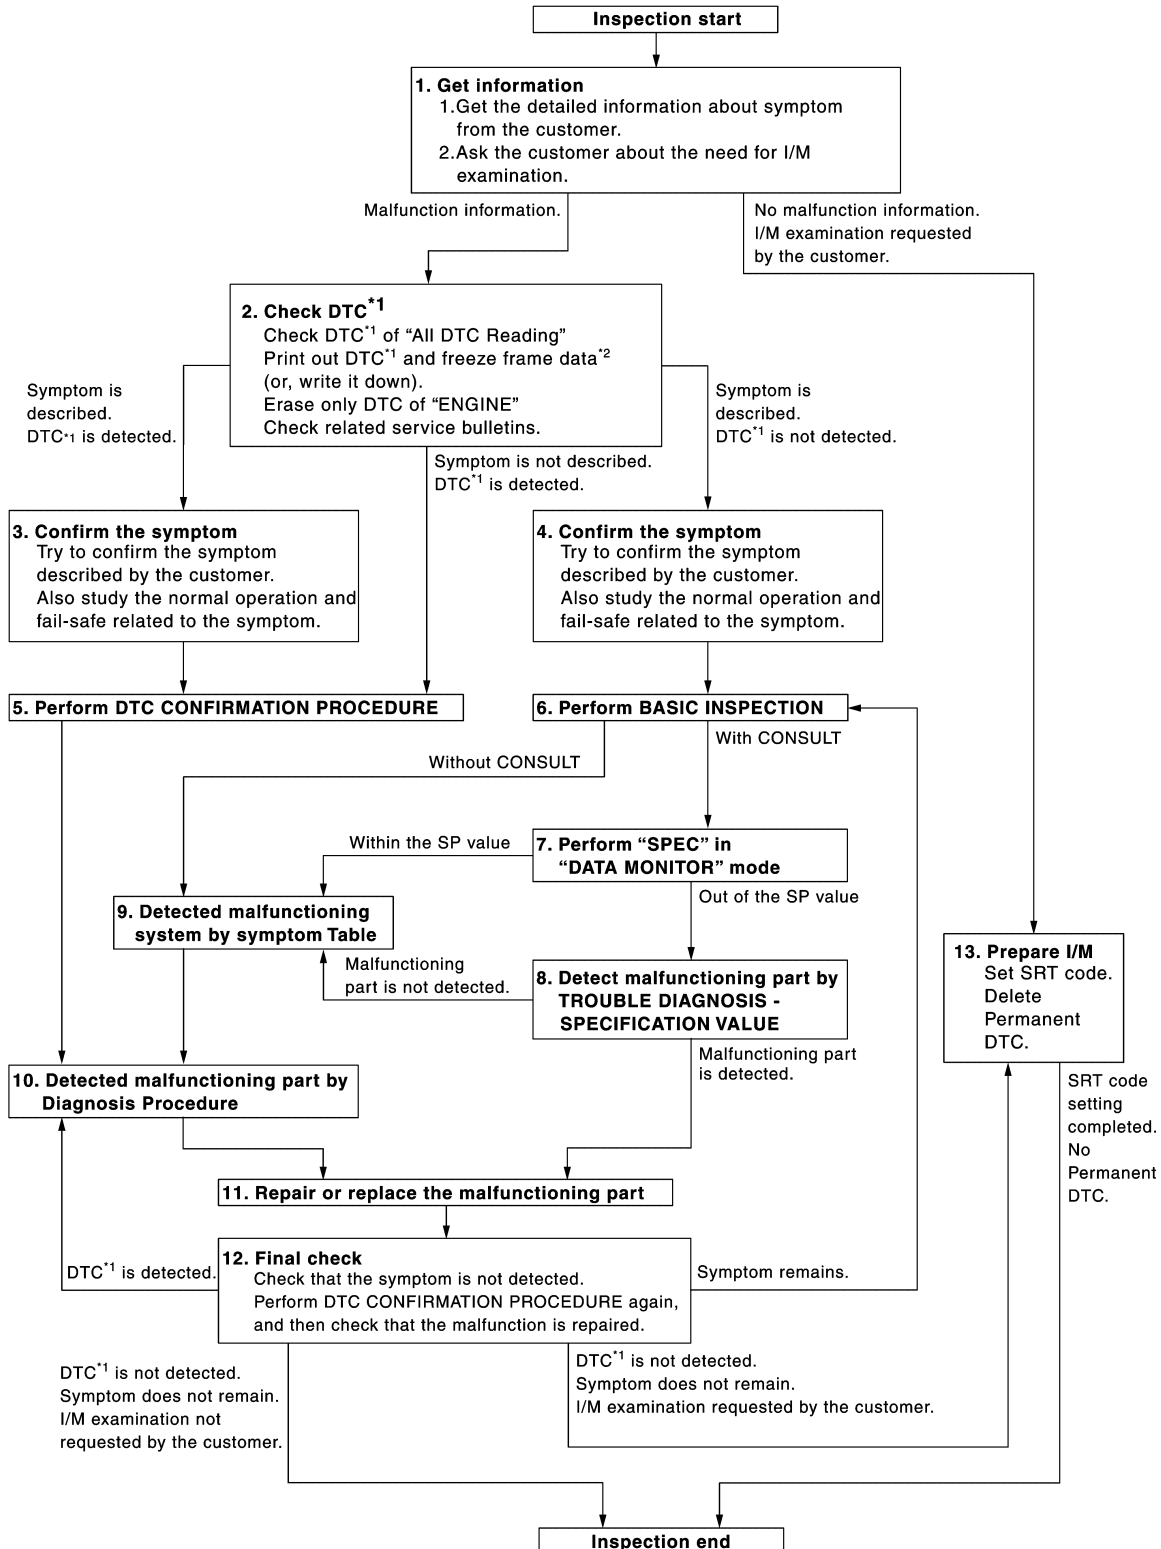 Inspection start
1. Get information
1.Get the detailed information about symptom
from the customer.
2.Ask the customer about the need for I/M
examination.
Malfunction information.
No malfunction information.
I/M examination requested
by the customer.
2. Check DTC*1
Check DTC*1 of “All DTC Reading”
Print out DTC*1 and freeze frame data*2
(or, write it down).
Erase only DTC of “ENGINE”
Check related service bulletins.
Symptom is
described.
DTC*1 is detected.
Symptom is
described.
DTC*1 is not detected.
Symptom is not described.
DTC*1 is detected.
3. Confirm the symptom
Try to confirm the symptom
described by the customer.
Also study the normal operation and
fail-safe related to the symptom.
4. Confirm the symptom
Try to confirm the symptom
described by the customer.
Also study the normal operation and
fail-safe related to the symptom.
5. Perform DTC CONFIRMATION PROCEDURE
6. Perform BASIC INSPECTION
With CONSULT
Without CONSULT
7. Perform “SPEC” in
“DATA MONITOR” mode
Within the SP value
Out of the SP value
9. Detected malfunctioning
system by symptom Table
Malfunctioning
part is not detected.
8. Detect malfunctioning part by
TROUBLE DIAGNOSIS -
SPECIFICATION VALUE
13. Prepare I/M
Set SRT code.
Delete
Permanent
DTC.
Malfunctioning part
is detected.
10. Detected malfunctioning part by
Diagnosis Procedure
SRT code
setting
completed.
No
Permanent
DTC.
11. Repair or replace the malfunctioning part
12. Final check
Check that the symptom is not detected.
Perform DTC CONFIRMATION PROCEDURE again,
and then check that the malfunction is repaired.
DTC*1 is detected.
Symptom remains.
DTC*1 is not detected.
Symptom does not remain.
I/M examination not
requested by the customer.
DTC*1 is not detected.
Symptom does not remain.
I/M examination requested by the customer.
Inspection end